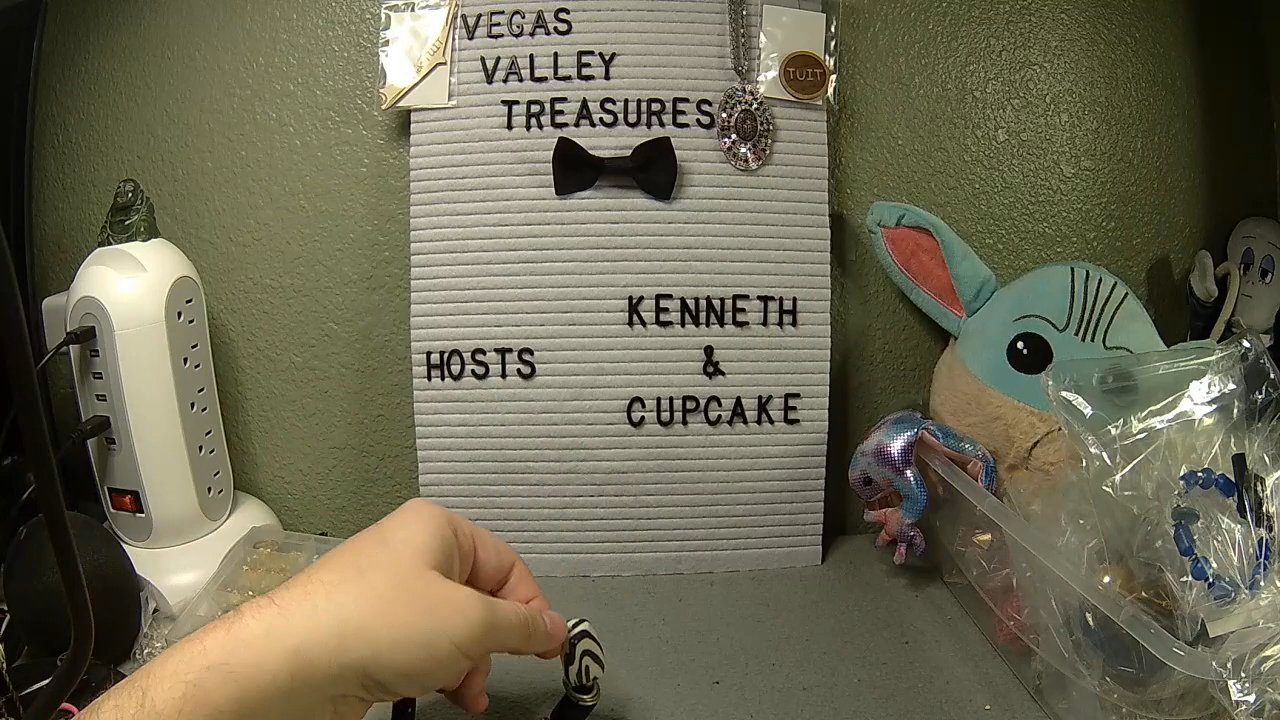 VEGAS
VALLEY
TREASURES
TUIT
KENNETH
HOSTS
&
CUPCAKE